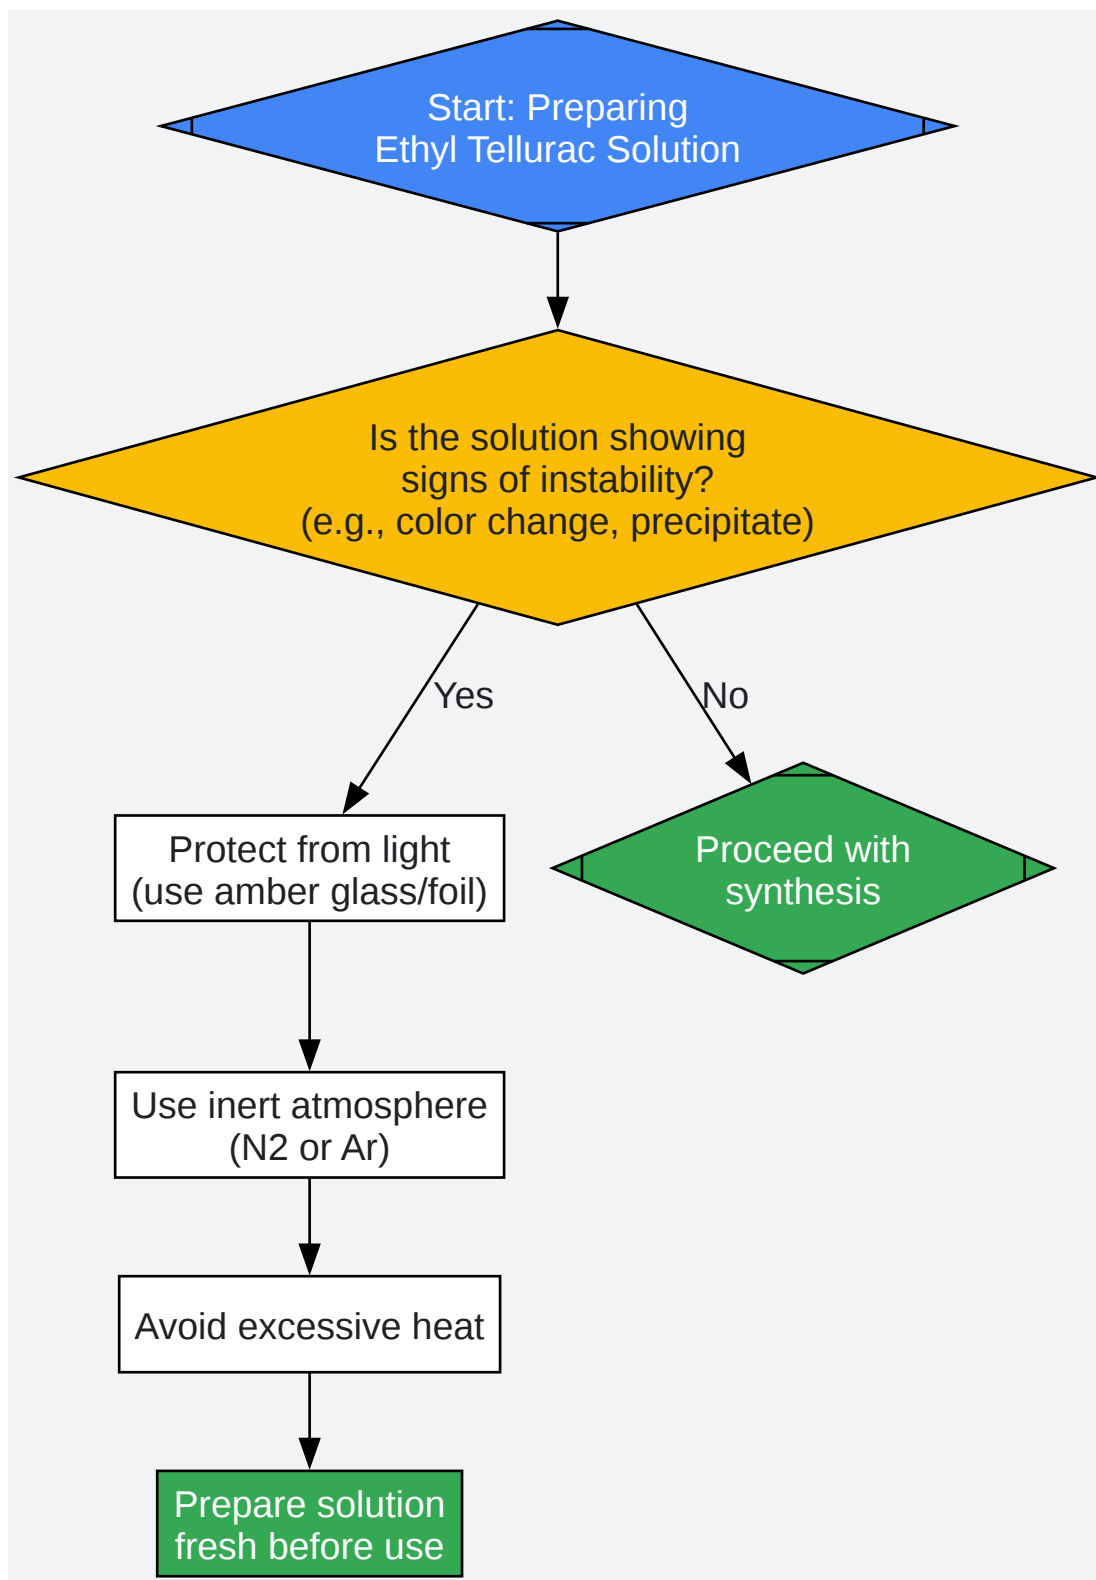 Start: Preparing
Ethyl Tellurac Solution
Is the solution showing
signs of instability?
(e.g., color change, precipitate)
Yes
No
Protect from light
(use amber glass/foil)
Proceed with
synthesis
Use inert atmosphere
(N2 or Ar)
Avoid excessive heat
Prepare solution
fresh before use